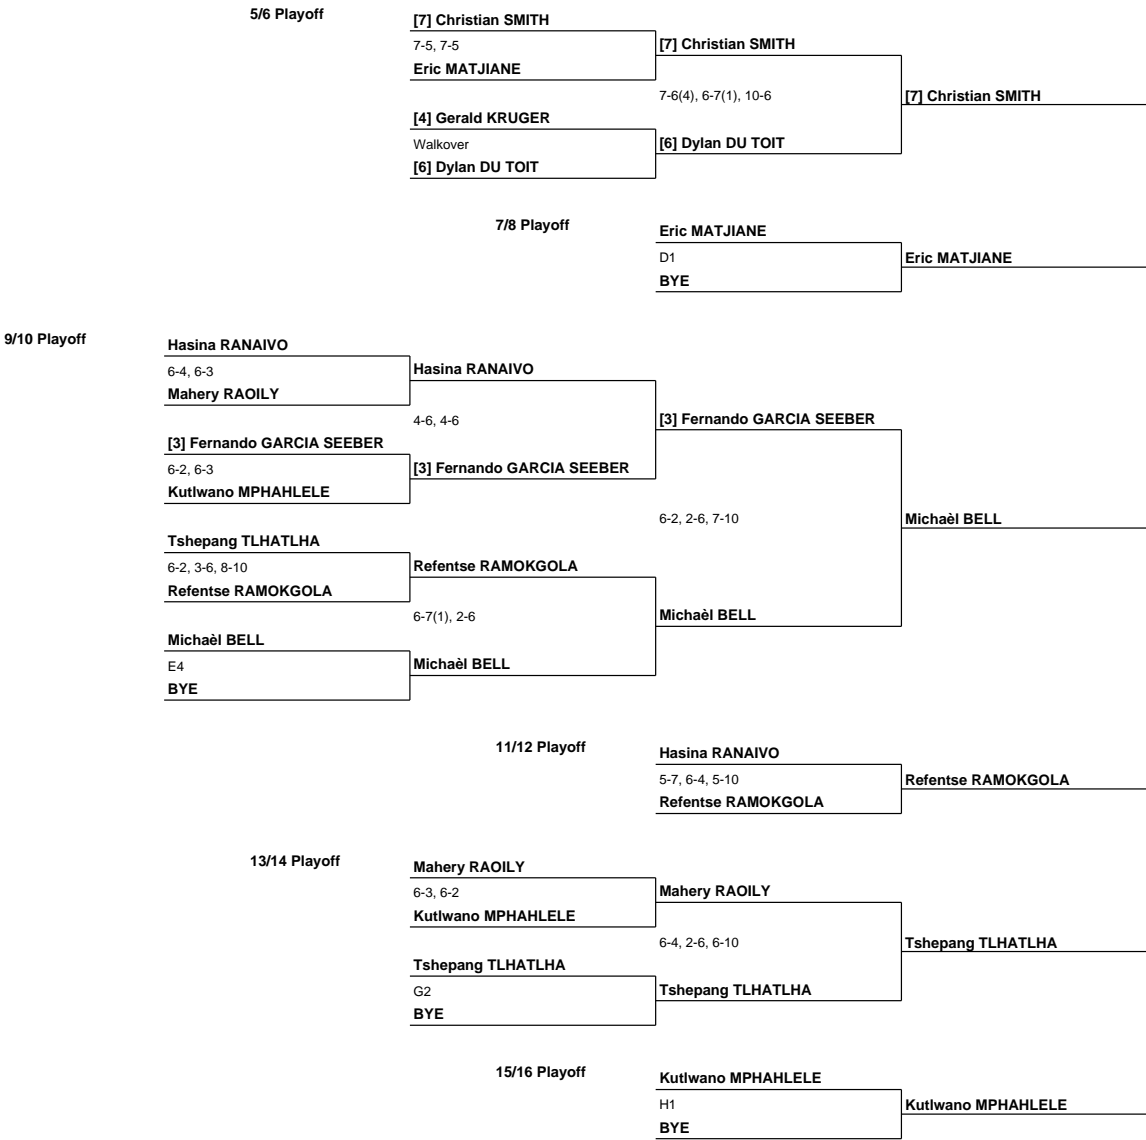 5/6 Playoff
[7] Christian SMITH
7-5, 7-5
[7] Christian SMITH
Eric MATJIANE
7-6(4), 6-7(1), 10-6
[7] Christian SMITH
[4] Gerald KRUGER
Walkover
[6] Dylan DU TOIT
[6] Dylan DU TOIT
7/8 Playoff
Eric MATJIANE
D1
Eric MATJIANE
BYE
9/10 Playoff
Hasina RANAIVO
6-4, 6-3
Hasina RANAIVO
Mahery RAOILY
4-6, 4-6
[3] Fernando GARCIA SEEBER
[3] Fernando GARCIA SEEBER
6-2, 6-3
[3] Fernando GARCIA SEEBER
Kutlwano MPHAHLELE
6-2, 2-6, 7-10
Michaèl BELL
Tshepang TLHATLHA
6-2, 3-6, 8-10
Refentse RAMOKGOLA
Refentse RAMOKGOLA
6-7(1), 2-6
Michaèl BELL
Michaèl BELL
E4
Michaèl BELL
BYE
11/12 Playoff
Hasina RANAIVO
5-7, 6-4, 5-10
Refentse RAMOKGOLA
Refentse RAMOKGOLA
13/14 Playoff
Mahery RAOILY
6-3, 6-2
Mahery RAOILY
Kutlwano MPHAHLELE
6-4, 2-6, 6-10
Tshepang TLHATLHA
Tshepang TLHATLHA
G2
Tshepang TLHATLHA
BYE
15/16 Playoff
Kutlwano MPHAHLELE
H1
Kutlwano MPHAHLELE
BYE